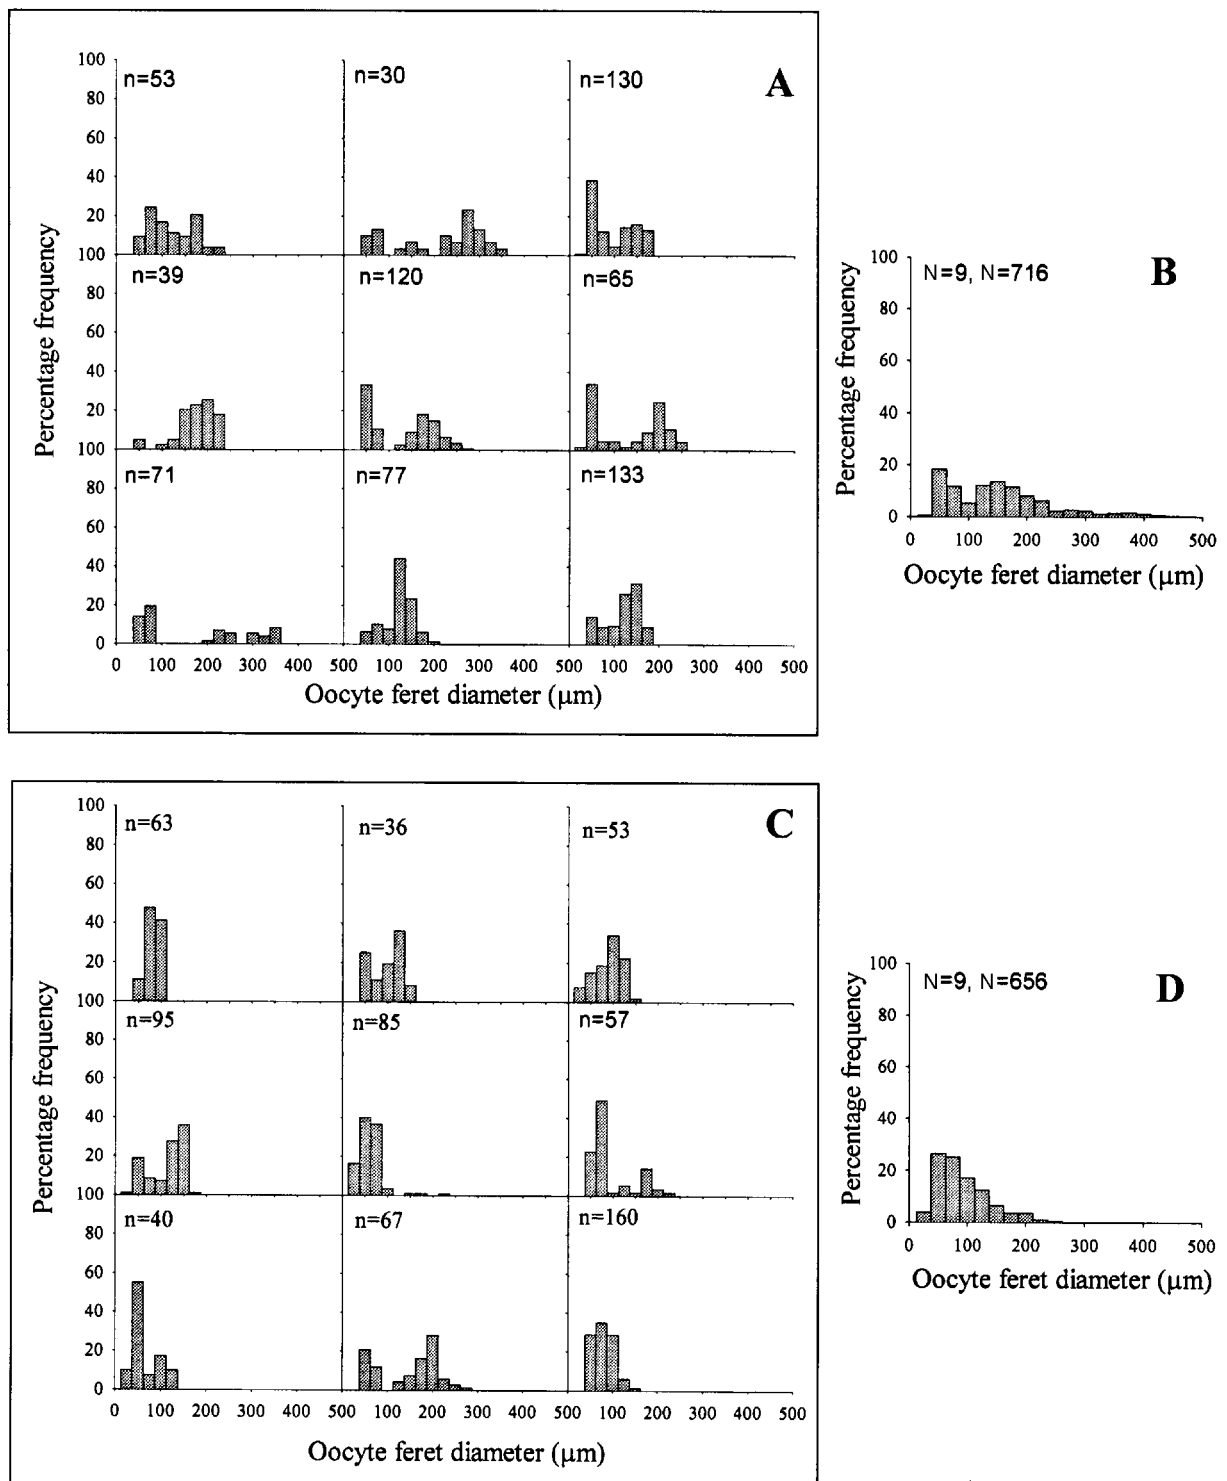 A
n=53
n=30
n=130
100
80
60
40
20
100
n=39
n=120
n=65
80
60
40
20
100
n=71
n=77
n=133
80
60
40
20
0
0 100 200 300 400 500 100 200 300 400 500 100 200 300 400 500
Percentage frequency
Oocyte feret diameter (µm)
B
N=9, N=716
100
80
60
40
20
0
0 100 200 300 400 500
Percentage frequency
Oocyte feret diameter (µm)
C
n=63
n=36
n=53
100
80
60
40
20
100
n=95
n=85
n=57
80
60
40
20
100
n=40
n=67
n=160
80
60
40
20
0
0 100 200 300 400 500 100 200 300 400 500 100 200 300 400 500
Percentage frequency
Oocyte feret diameter (µm)
D
N=9, N=656
100
80
60
40
20
0
0 100 200 300 400 500
Percentage frequency
Oocyte feret diameter (µm)